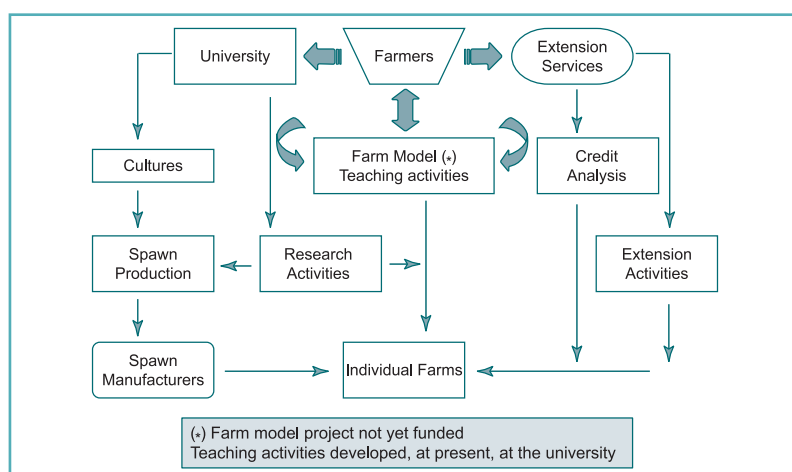 University
Farmers
Extension
Services
Cultures
Farm Model (*)
Teaching activities
Credit
Analysis
Spawn
Production
Research
Activities
Extension
Activities
Spawn
Manufacturers
Individual Farms
(*) Farm model project not yet funded
Teaching activities developed, at present, at the university